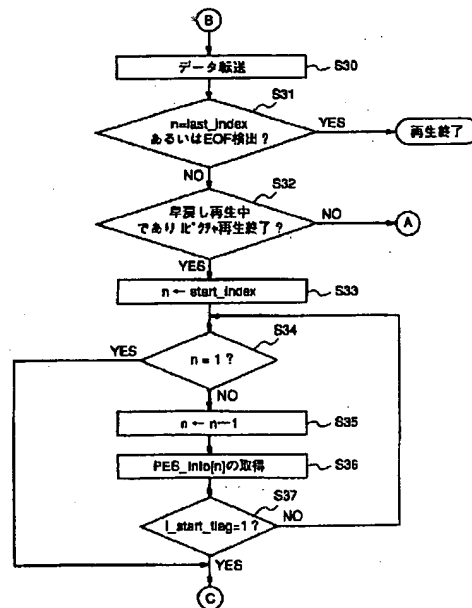 B
データ転送
S30
S31
n=last_index
あるいはEOF検出？
YES
再生終了
NO
S32
早戻し再生中
であり Iピクチャ再生終了？
NO
A
YES
n ← start_index
S33
S34
YES
n = 1 ?
NO
n ← n−1
S35
PES_info[n]の取得
S36
S37
I_start_flag=1 ?
NO
YES
C